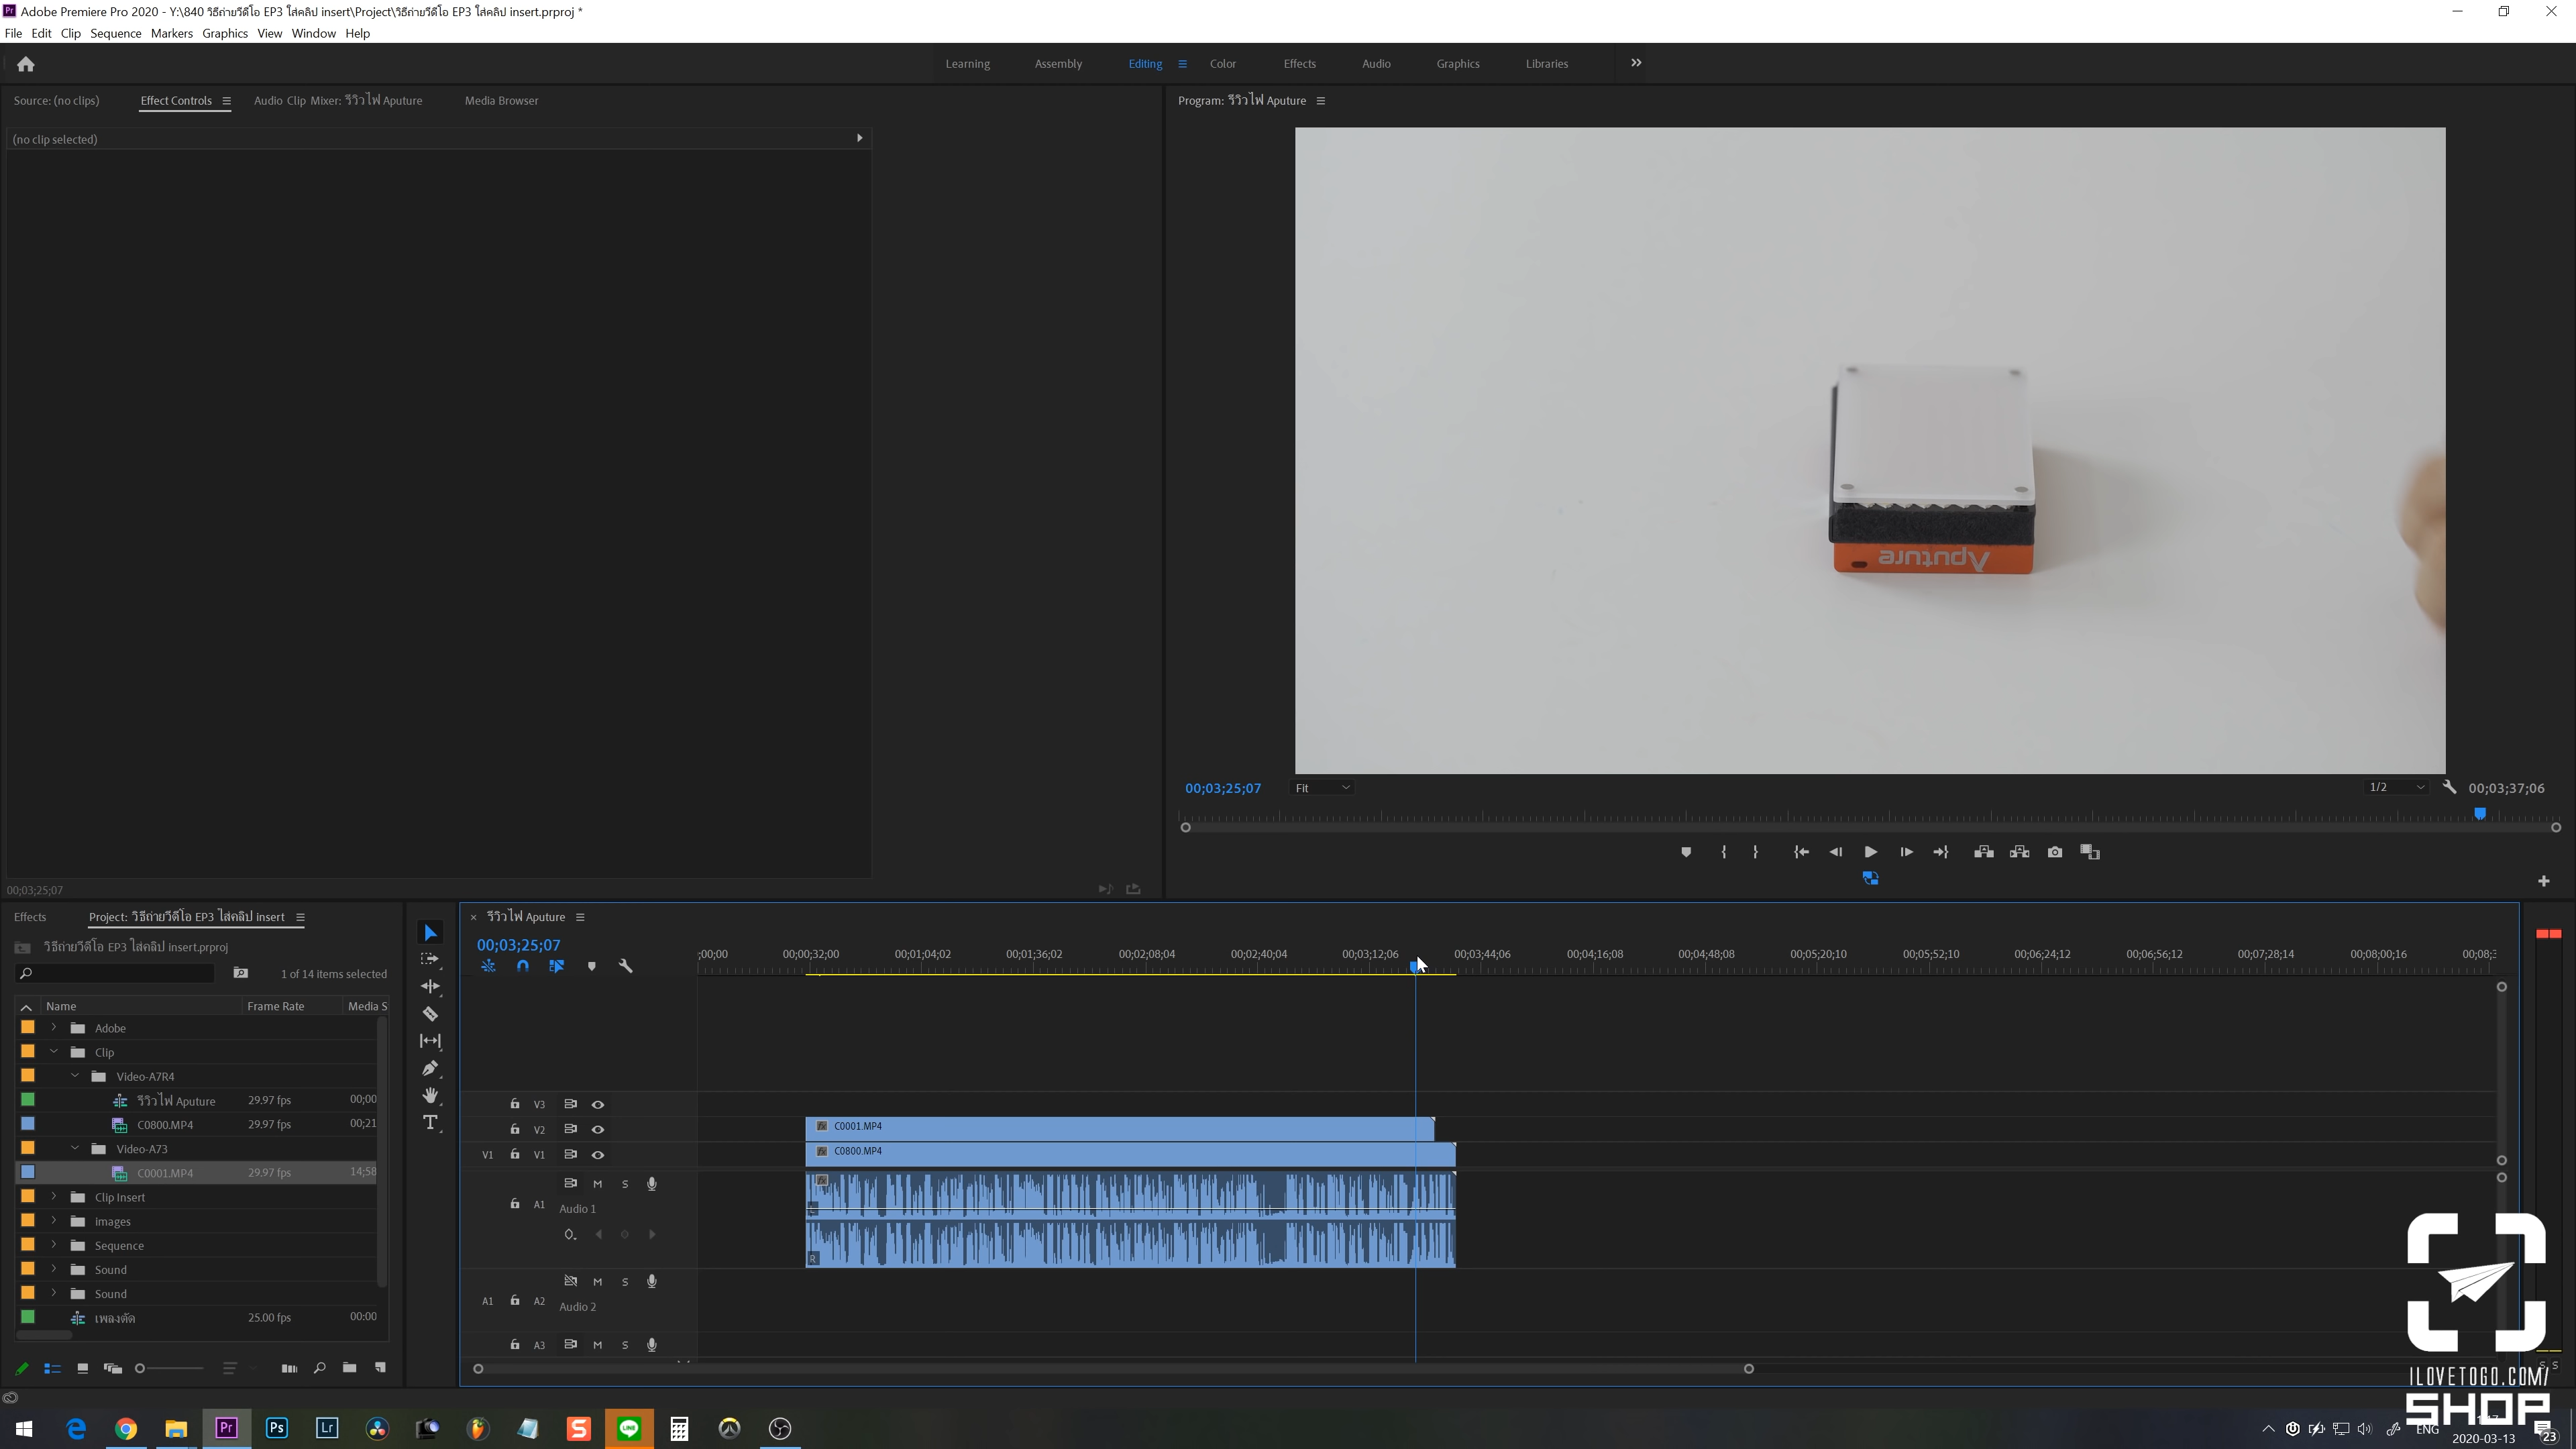 Adobe Premiere Pro 2020 - Y:\840 วิธีถ่ายวีดีโอ EP3 ใส่คลิป insert\Project\วิธีถ่ายวีดีโอ EP3 ใส่คลิป insert.prproj *
File Edit Clip Sequence Markers Graphics View Window Help
Learning Assembly Editing Color Effects Audio Graphics Libraries
Source: (no clips) Effect Controls Audio Clip Mixer: รีวิวไฟ Aputure Media Browser
Program: รีวิวไฟ Aputure
(no clip selected)
Aputure
00;03;25;07 Fit 1/2 00;03;37;06
00;03;25;07
Effects Project: วิธีถ่ายวีดีโอ EP3 ใส่คลิป insert
วิธีถ่ายวีดีโอ EP3 ใส่คลิป insert.prproj
1 of 14 items selected
Name Frame Rate Media S
Adobe
Clip
Video-A7R4
รีวิวไฟ Aputure 29.97 fps 00;00
C0800.MP4 29.97 fps 00;21
Video-A73
C0001.MP4 29.97 fps 14;58
Clip Insert
images
Sequence
Sound
Sound
เพลงตัด 25.00 fps 00:00
รีวิวไฟ Aputure
00;03;25;07
;00;00 00;00;32;00 00;01;04;02 00;01;36;02 00;02;08;04 00;02;40;04 00;03;12;06 00;03;44;06 00;04;16;08 00;04;48;08 00;05;20;10 00;05;52;10 00;06;24;12 00;06;56;12 00;07;28;14 00;08;00;16 00;08;
V3
V2 C0001.MP4
V1 V1 C0800.MP4
M S
A1 Audio 1
R
M S
A1 A2 Audio 2
A3 M S
S S
ILOVETOGO.COM/
SHOP
Pr Ps Lr S LINE
ENG
2020-03-13
23